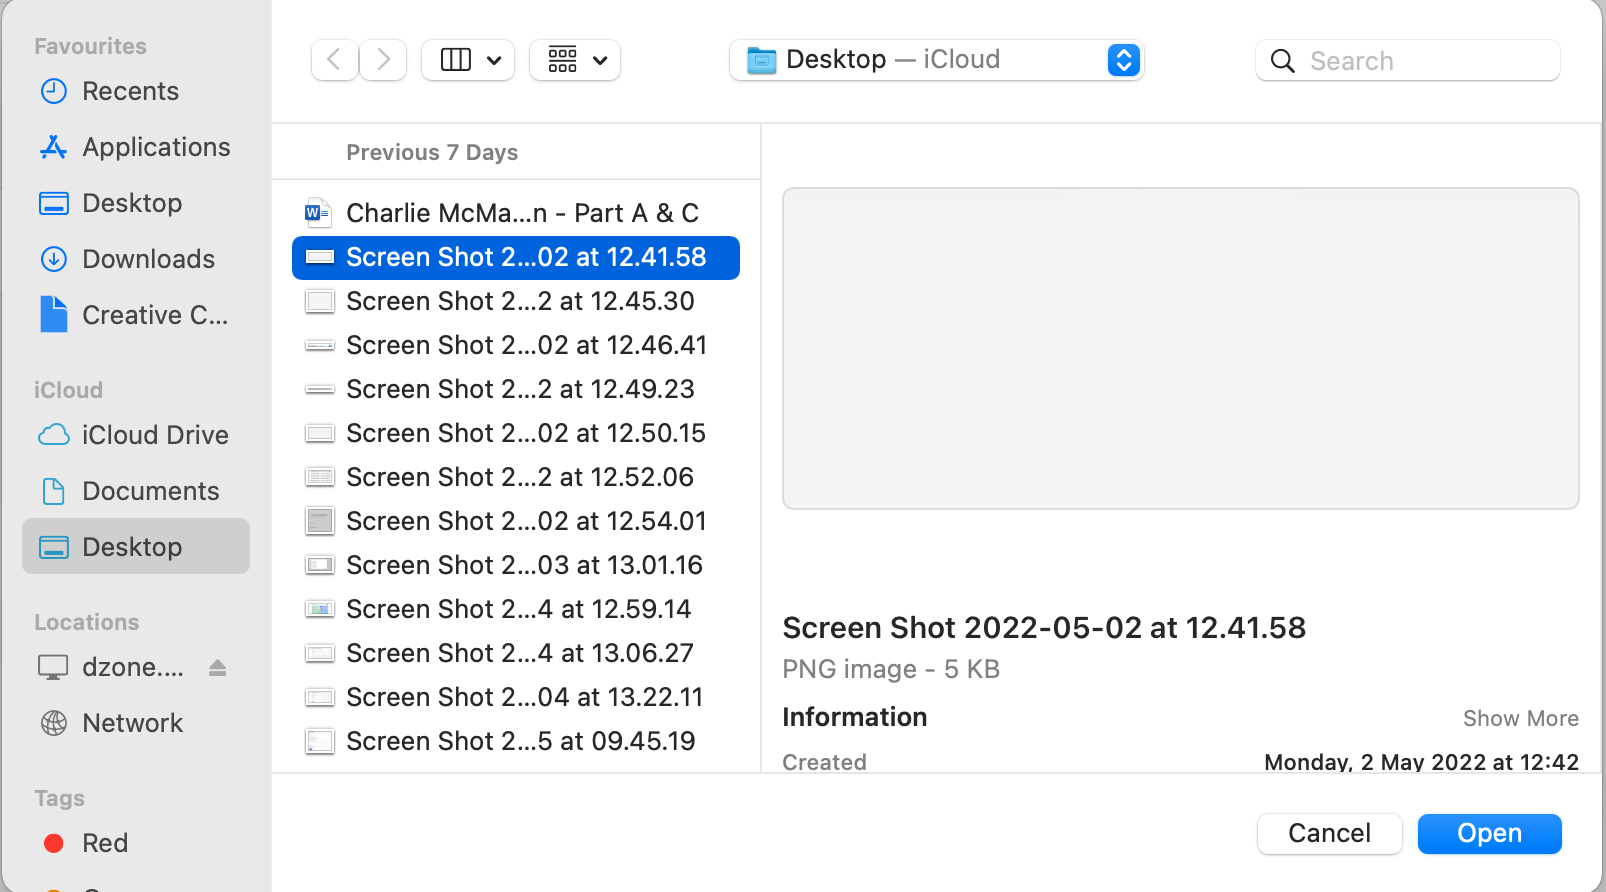 Favourites
Recents
Applications
Desktop
Downloads
Creative C...
iCloud
iCloud Drive
Documents
Desktop
Locations
dzone....
Network
Tags
Red
Desktop — iCloud
Search
Previous 7 Days
Charlie McMa...n - Part A & C
Screen Shot 2...02 at 12.41.58
Screen Shot 2...2 at 12.45.30
Screen Shot 2...02 at 12.46.41
Screen Shot 2...2 at 12.49.23
Screen Shot 2...02 at 12.50.15
Screen Shot 2...2 at 12.52.06
Screen Shot 2...02 at 12.54.01
Screen Shot 2...03 at 13.01.16
Screen Shot 2...4 at 12.59.14
Screen Shot 2...4 at 13.06.27
Screen Shot 2...04 at 13.22.11
Screen Shot 2...5 at 09.45.19
Screen Shot 2022-05-02 at 12.41.58
PNG image - 5 KB
Information Show More
Created Monday, 2 May 2022 at 12:42
Cancel Open